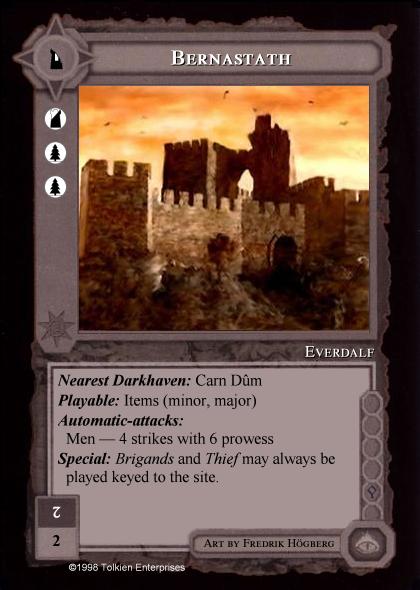 BERNASTATH
EVERDALF
Nearest Darkhaven: Carn Dûm
Playable: Items (minor, major)
Automatic-attacks:
Men — 4 strikes with 6 prowess
Special: Brigands and Thief may always be
played keyed to the site.
2
ART BY FREDRIK HÖGBERG
©1998 Tolkien Enterprises